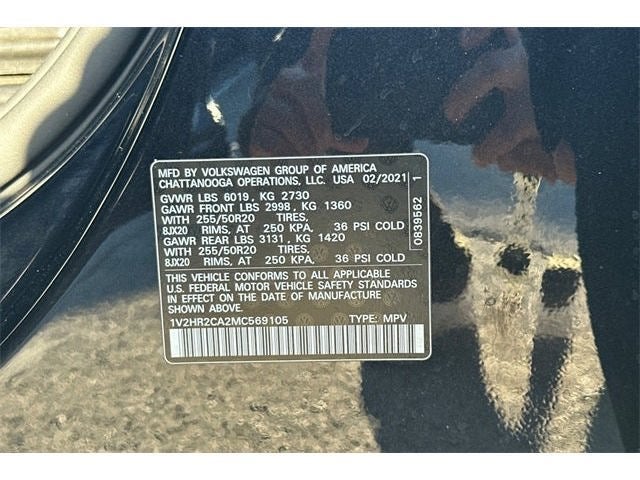 MFD BY VOLKSWAGEN GROUP OF AMERICA
CHATTANOOGA OPERATIONS, LLC. USA 02/2021
GVWR LBS 6019, KG 2730
GAWR FRONT LBS 2998, KG 1360
WITH 255/50R20 TIRES,
8JX20 RIMS, AT 250 KPA, 36 PSI COLD
GAWR REAR LBS 3131, KG 1420
WITH 255/50R20 TIRES,
8JX20 RIMS, AT 250 KPA, 36 PSI COLD
THIS VEHICLE CONFORMS TO ALL APPLICABLE
U.S. FEDERAL MOTOR VEHICLE SAFETY STANDARDS
IN EFFECT ON THE DATE OF MANUFACTURE
SHOWN ABOVE.
1V2HR2CA2MC569105 TYPE: MPV
0839562 1